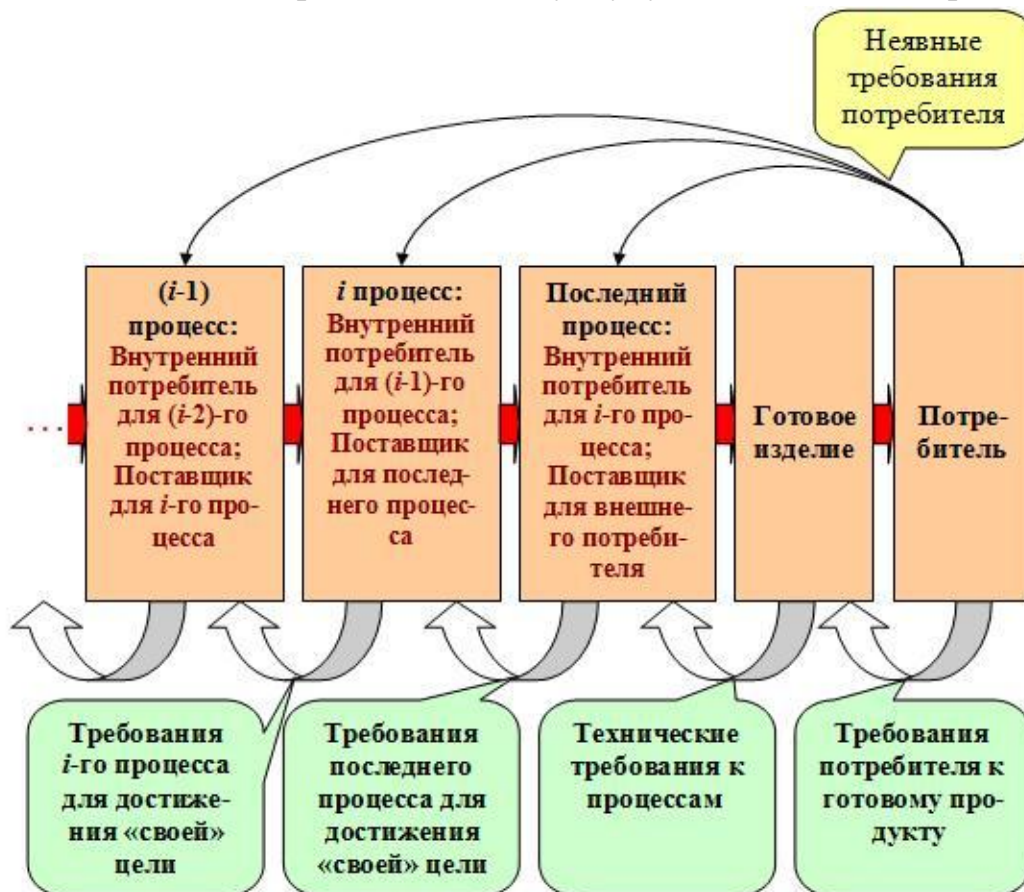 Неявные
требования
потребителя
(i-1)
процесс:
Внутренний
потребитель
для (i-2)-го
процесса;
Поставщик
для i-го про-
цесса
i процесс:
Внутренний
потребитель
для (i-1)-го
процесса;
Поставщик
для послед-
него процес-
са
Последний
процесс:
Внутренний
потребитель
для i-го про-
цесса;
Поставщик
для внешне-
го потреби-
теля
Готовое
изделие
Потре-
битель
...
Требования
i-го процесса
для достиже-
ния «своей»
цели
Требования
последнего
процесса для
достижения
«своей» цели
Технические
требования к
процессам
Требования
потребителя к
готовому про-
дукту